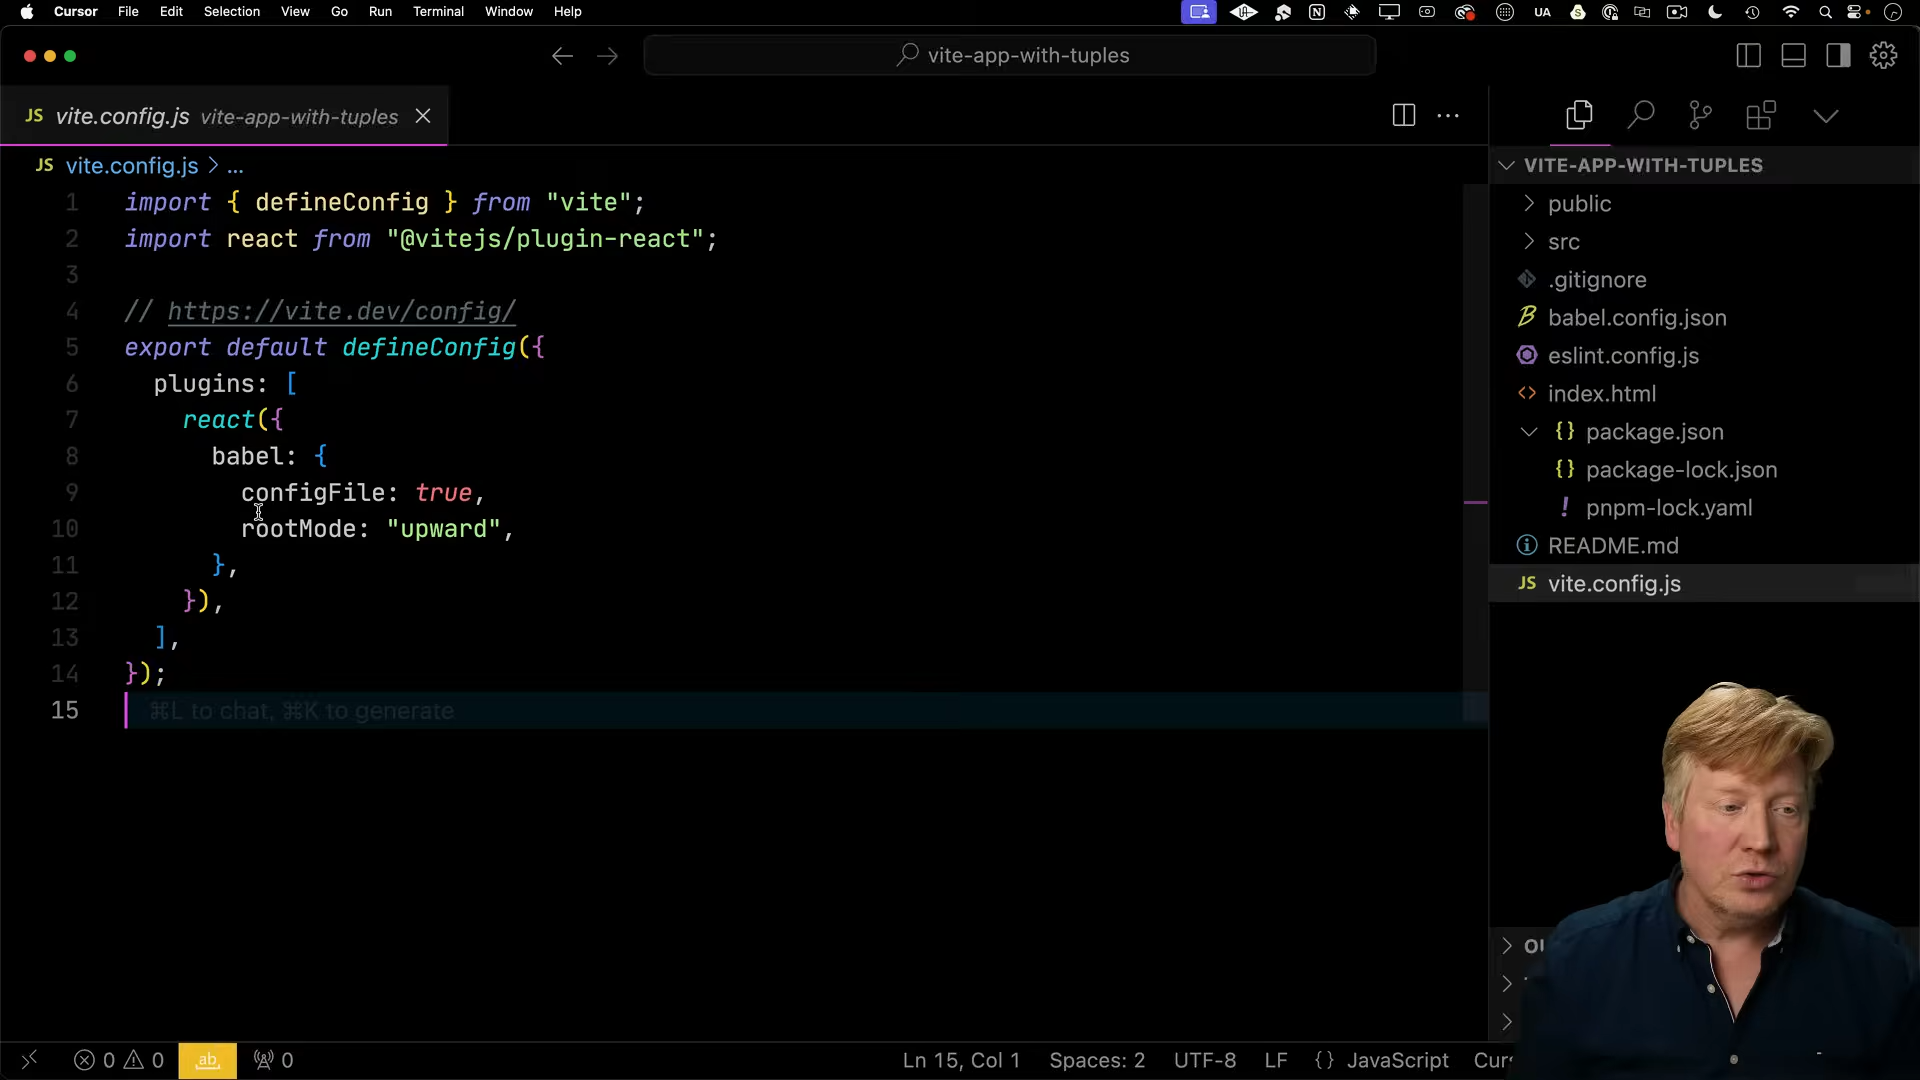 Cursor File Edit Selection View Go Run Terminal Window Help UA
vite-app-with-tuples
JS vite.config.js vite-app-with-tuples
JS vite.config.js > ...
1 import { defineConfig } from "vite";
2 import react from "@vitejs/plugin-react";
3
4 // https://vite.dev/config/
5 export default defineConfig({
6 plugins: [
7 react({
8 babel: {
9 configFile: true,
10 rootMode: "upward",
11 },
12 }),
13 ],
14 });
15 ⌘L to chat, ⌘K to generate
VITE-APP-WITH-TUPLES
public
src
.gitignore
babel.config.json
eslint.config.js
<> index.html
{} package.json
{} package-lock.json
! pnpm-lock.yaml
README.md
JS vite.config.js
0 0 ab 0 Ln 15, Col 1 Spaces: 2 UTF-8 LF {} JavaScript